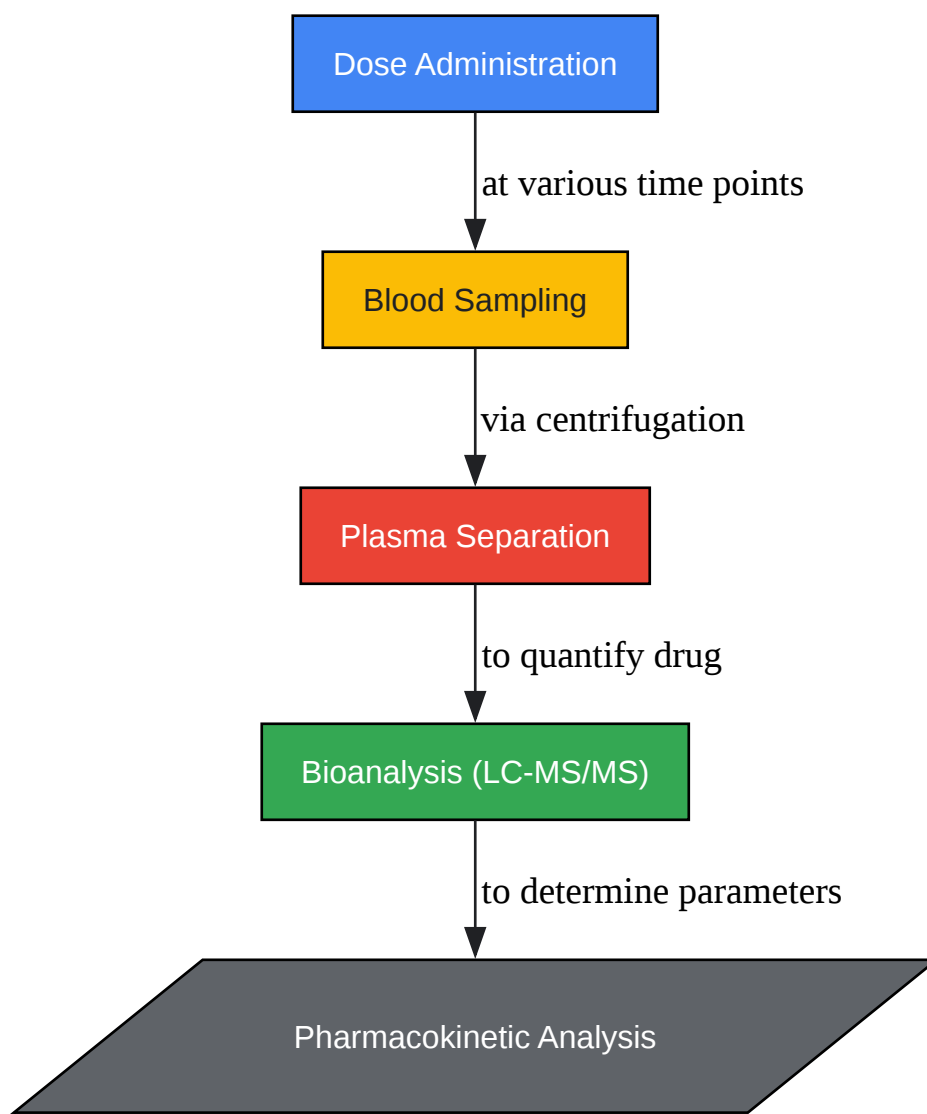 Dose Administration
at various time points
Blood Sampling
via centrifugation
Plasma Separation
to quantify drug
Bioanalysis (LC-MS/MS)
to determine parameters
Pharmacokinetic Analysis